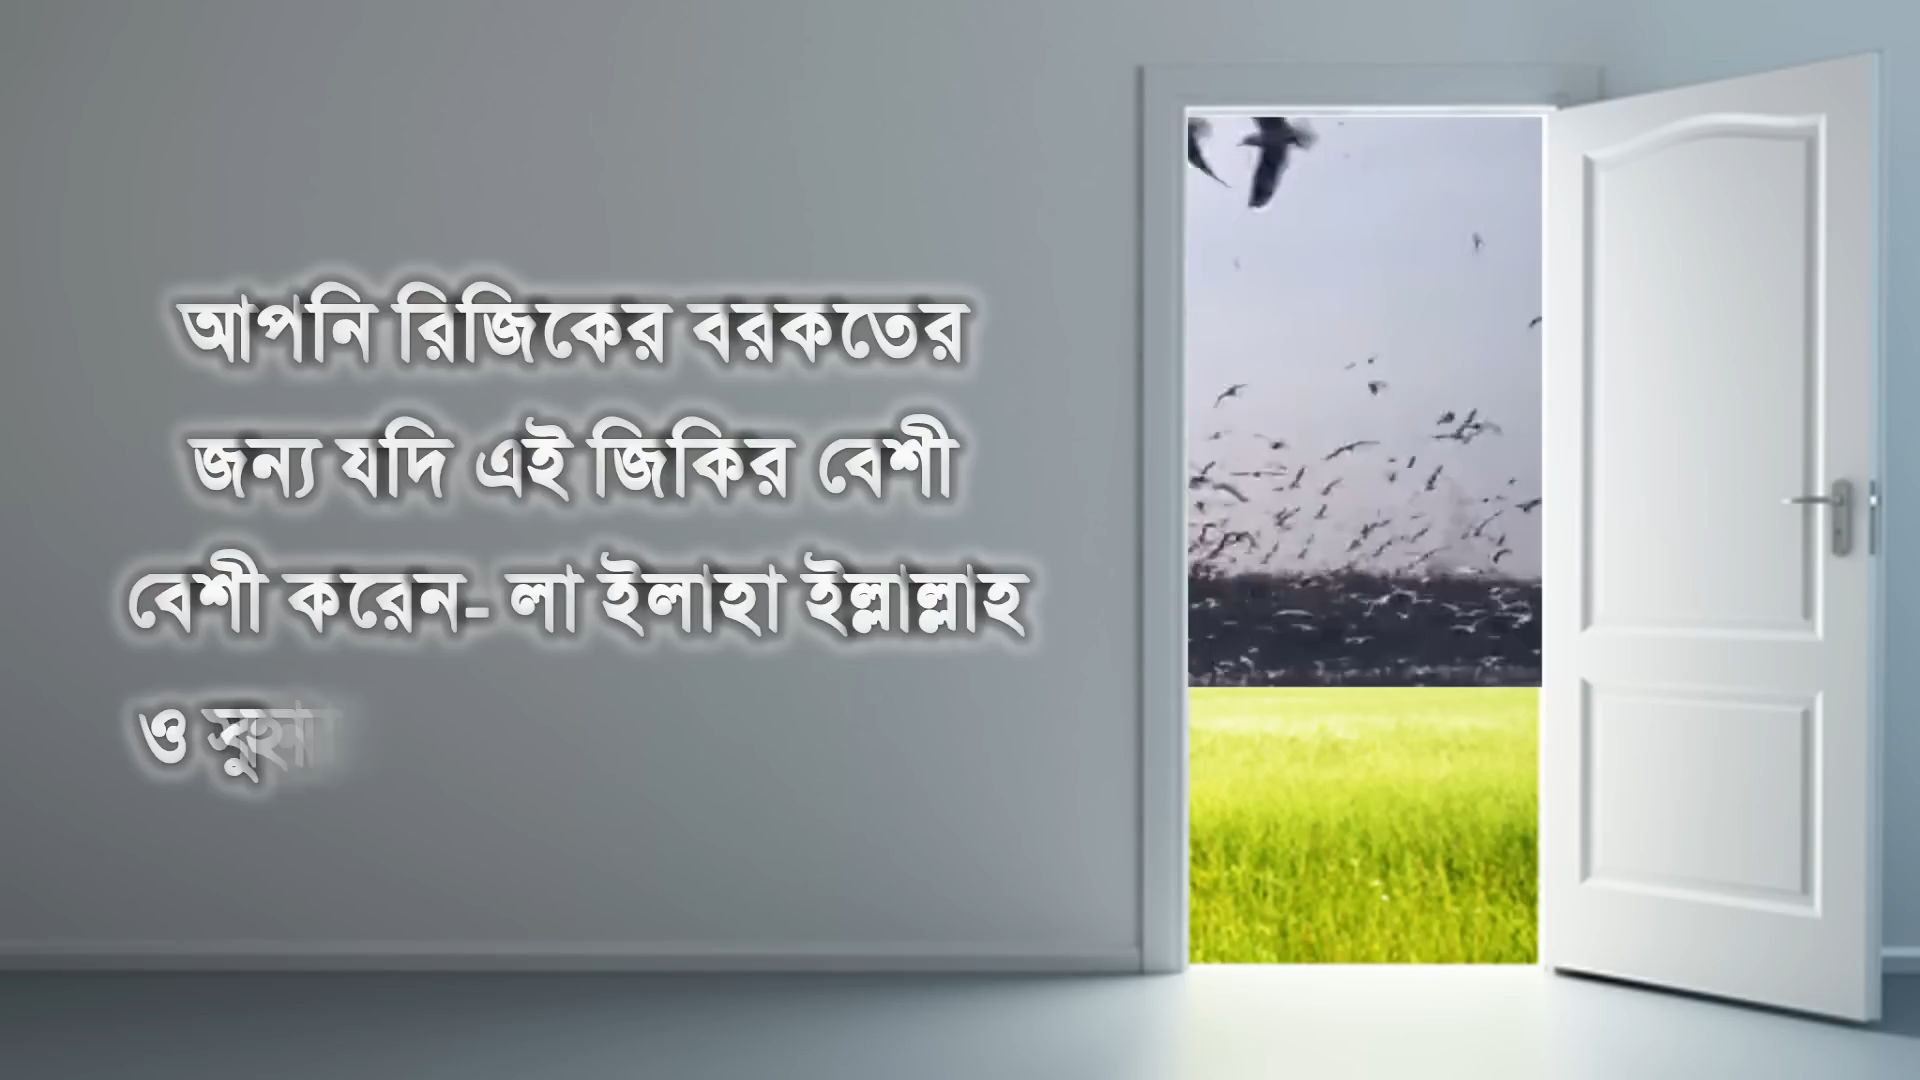 আপনি রিজিকের বরকতের
জন্য যদি এই জিকির বেশী
বেশী করেন- লা ইলাহা ইল্লাল্লাহ
ও